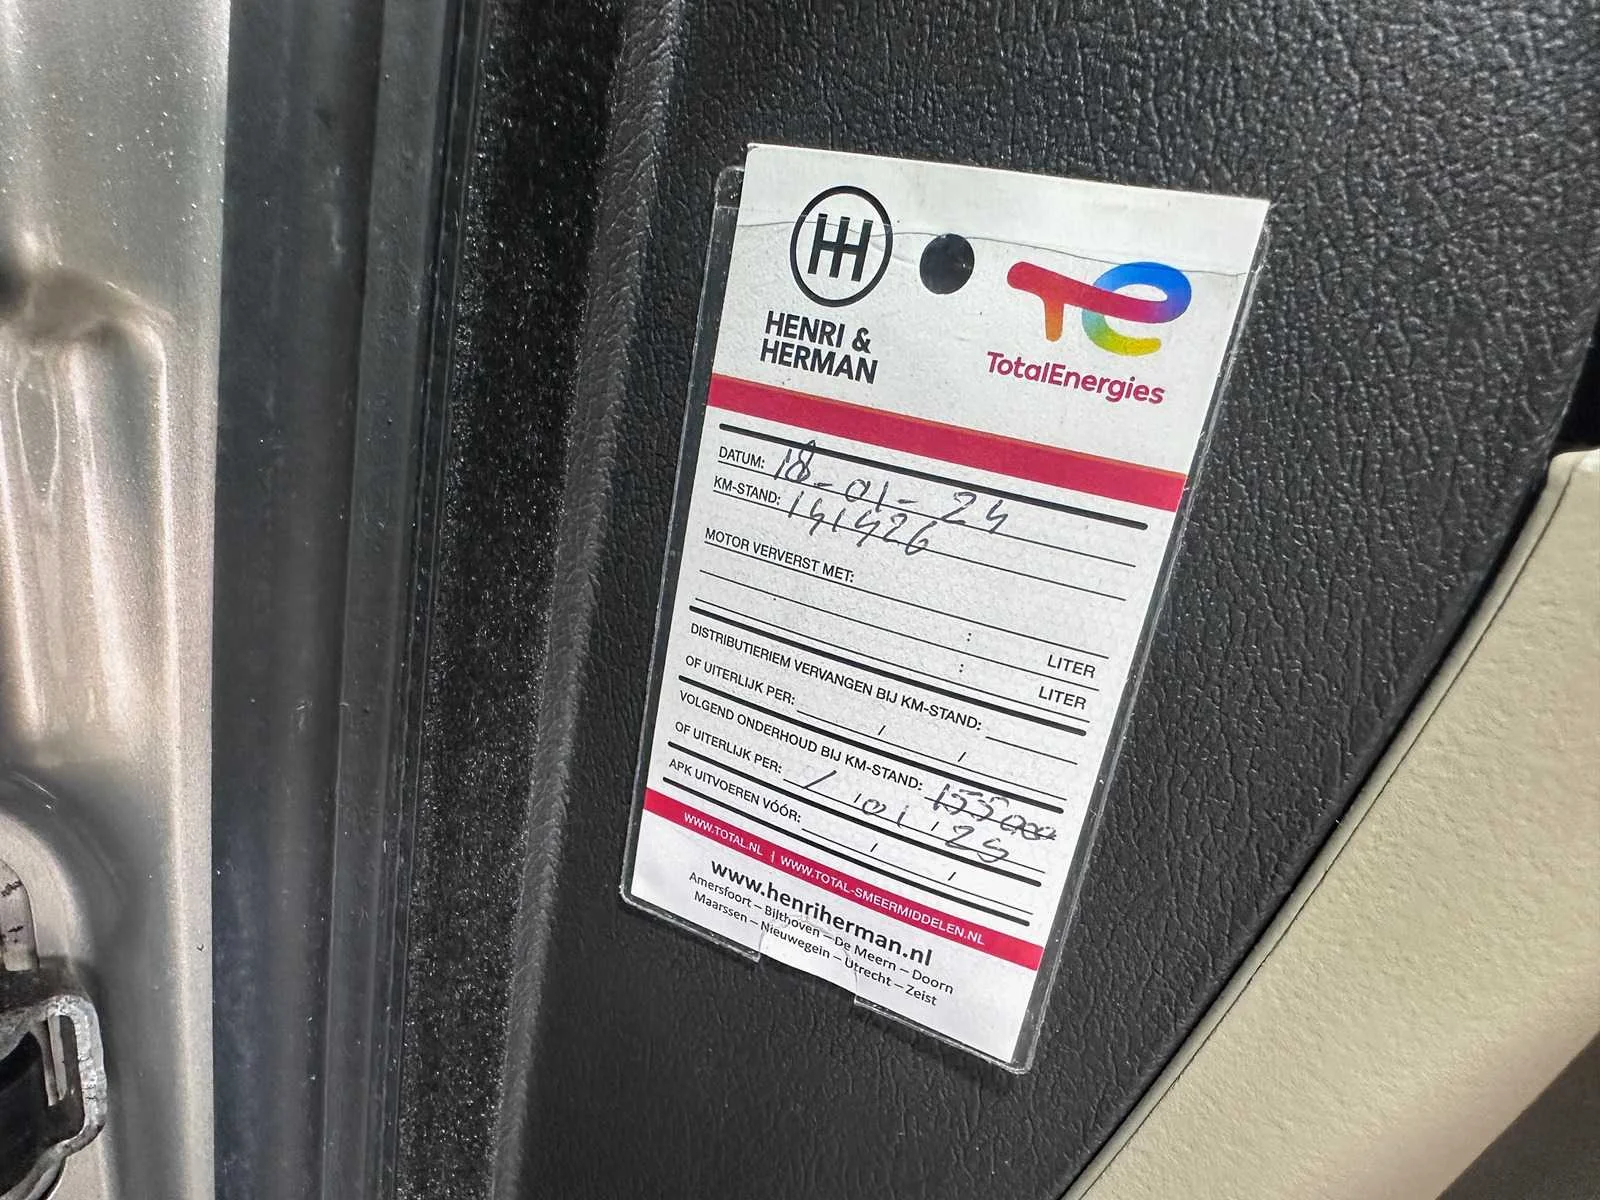 HENRI &
HERMAN
TotalEnergies
DATUM: 18-01-24
KM-STAND: 141426
MOTOR VERVERST MET:
: LITER
: LITER
DISTRIBUTIERIEM VERVANGEN BIJ KM-STAND:
OF UITERLIJK PER: / /
VOLGEND ONDERHOUD BIJ KM-STAND: 155000
OF UITERLIJK PER: / 01 / 25
APK UITVOEREN VÓÓR: / /
WWW.TOTAL.NL | WWW.TOTAL-SMEERMIDDELEN.NL
www.henriherman.nl
Amersfoort – Bilthoven – De Meern – Doorn
Maarssen – Nieuwegein – Utrecht – Zeist